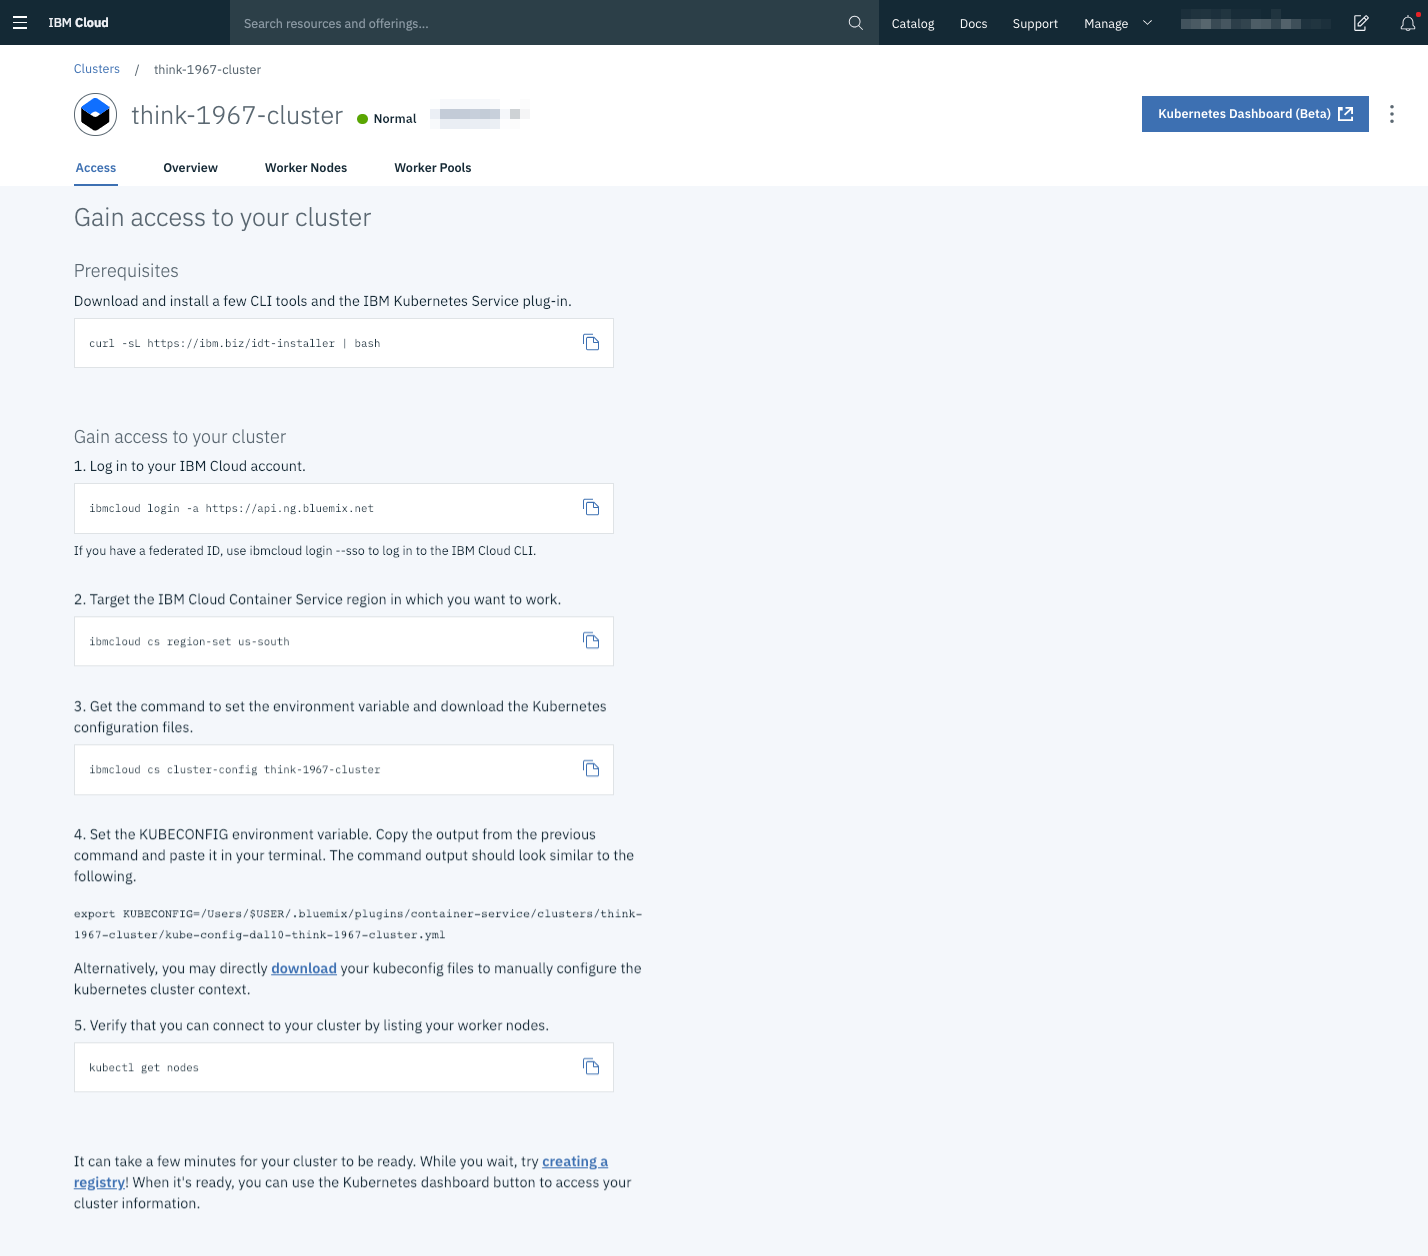 IBM Cloud
Search resources and offerings...
Catalog
Docs
Support
Manage
Clusters / think-1967-cluster
think-1967-cluster
Normal
Kubernetes Dashboard (Beta)
Access
Overview
Worker Nodes
Worker Pools
Gain access to your cluster
Prerequisites
Download and install a few CLI tools and the IBM Kubernetes Service plug-in.
curl -sL https://ibm.biz/idt-installer | bash
Gain access to your cluster
1. Log in to your IBM Cloud account.
ibmcloud login -a https://api.ng.bluemix.net
If you have a federated ID, use ibmcloud login --sso to log in to the IBM Cloud CLI.
2. Target the IBM Cloud Container Service region in which you want to work.
ibmcloud cs region-set us-south
3. Get the command to set the environment variable and download the Kubernetes
configuration files.
ibmcloud cs cluster-config think-1967-cluster
4. Set the KUBECONFIG environment variable. Copy the output from the previous
command and paste it in your terminal. The command output should look similar to the
following.
export KUBECONFIG=/Users/$USER/.bluemix/plugins/container-service/clusters/think-
1967-cluster/kube-config-dal10-think-1967-cluster.yml
Alternatively, you may directly download your kubeconfig files to manually configure the
kubernetes cluster context.
5. Verify that you can connect to your cluster by listing your worker nodes.
kubectl get nodes
It can take a few minutes for your cluster to be ready. While you wait, try creating a
registry! When it's ready, you can use the Kubernetes dashboard button to access your
cluster information.